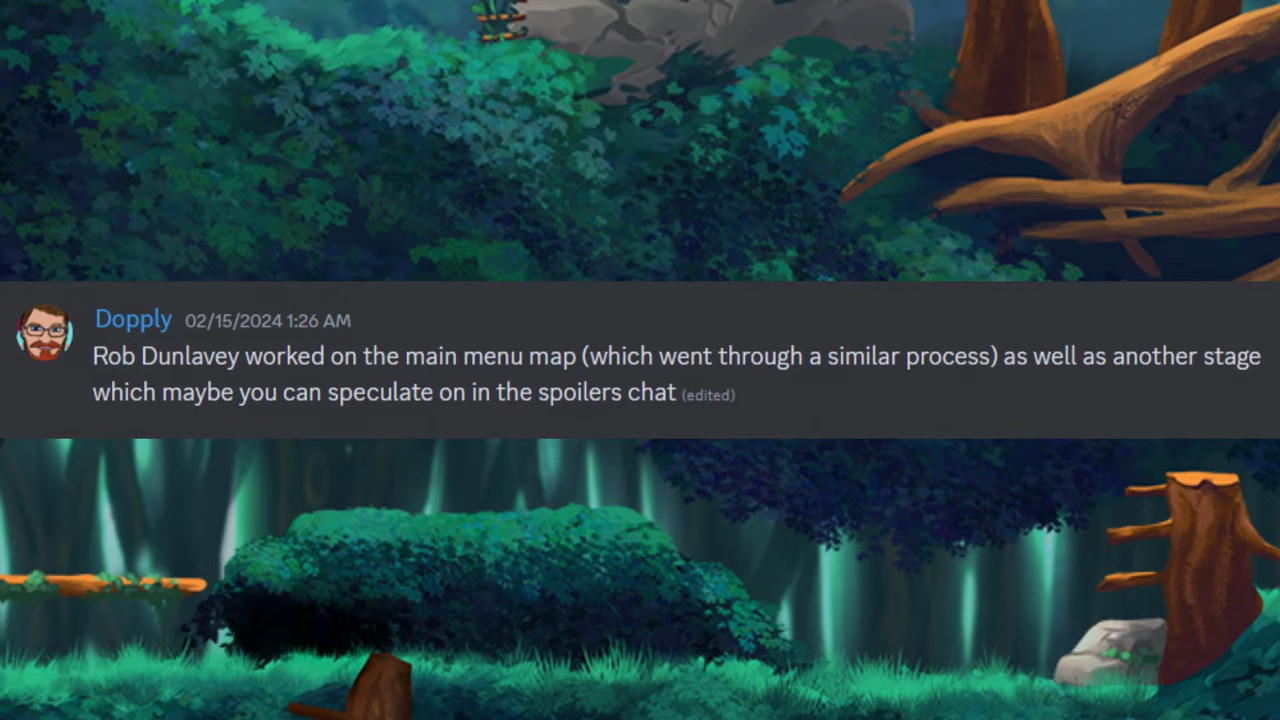 Dopply 02/15/2024 1:26 AM
Rob Dunlavey worked on the main menu map (which went through a similar process) as well as another stage
which maybe you can speculate on in the spoilers chat (edited)